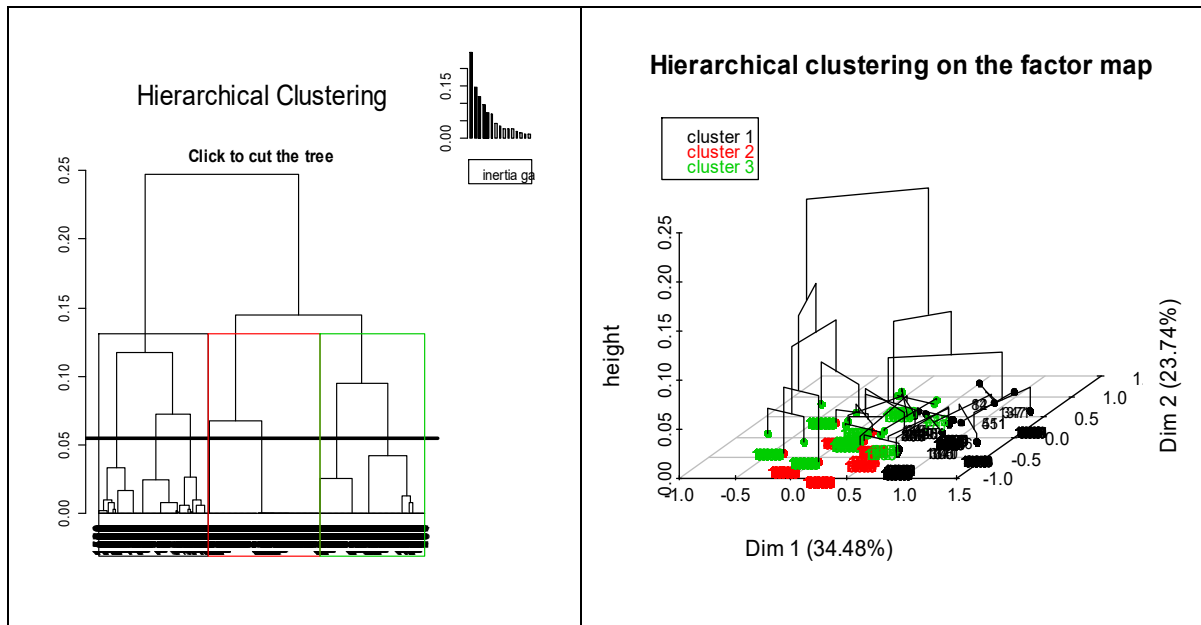 Hierarchical Clustering
0.15
0.00
inertia ga
Click to cut the tree
0.25
0.20
0.15
0.10
0.05
0.00
Hierarchical clustering on the factor map
cluster 1
cluster 2
cluster 3
height
0.25
0.20
0.15
0.10
0.05
0.00
-1.0 -0.5 0.0 0.5 1.0 1.5
Dim 1 (34.48%)
-1.0
-0.5
0.0
0.5
1.0
1
Dim 2 (23.74%)